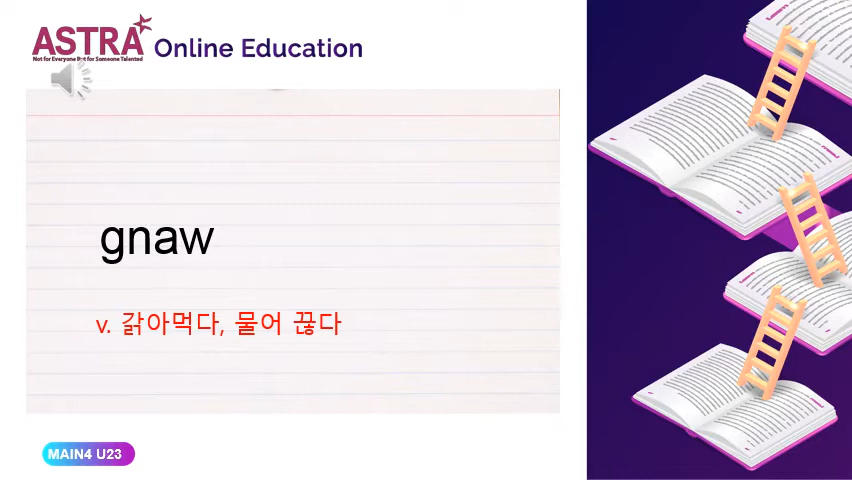 ASTRA
Not for Everyone But for Someone Talented
Online Education
gnaw
v. 갉아먹다, 물어 끊다
MAIN4 U23